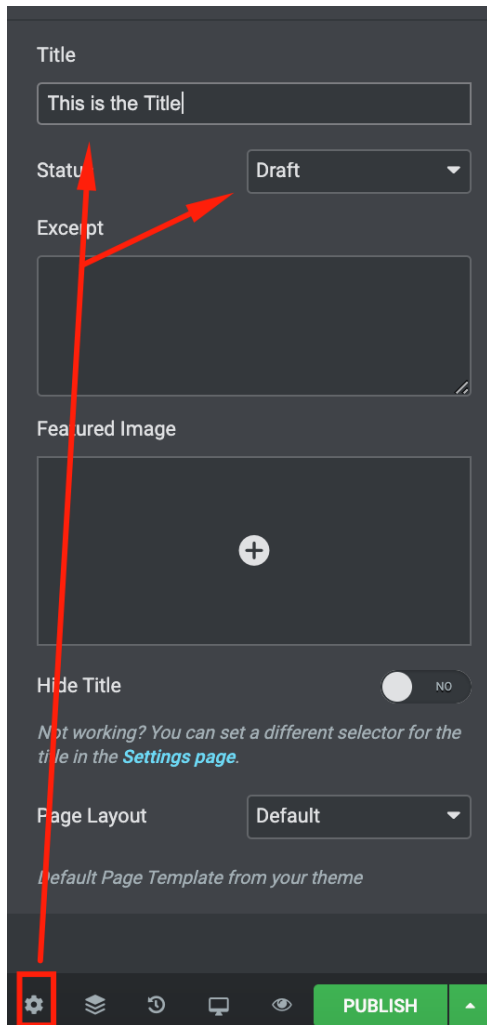 Title
This is the Title
Status Draft
Excerpt
Featured Image
Hide Title NO
Not working? You can set a different selector for the
title in the Settings page.
Page Layout Default
Default Page Template from your theme
PUBLISH